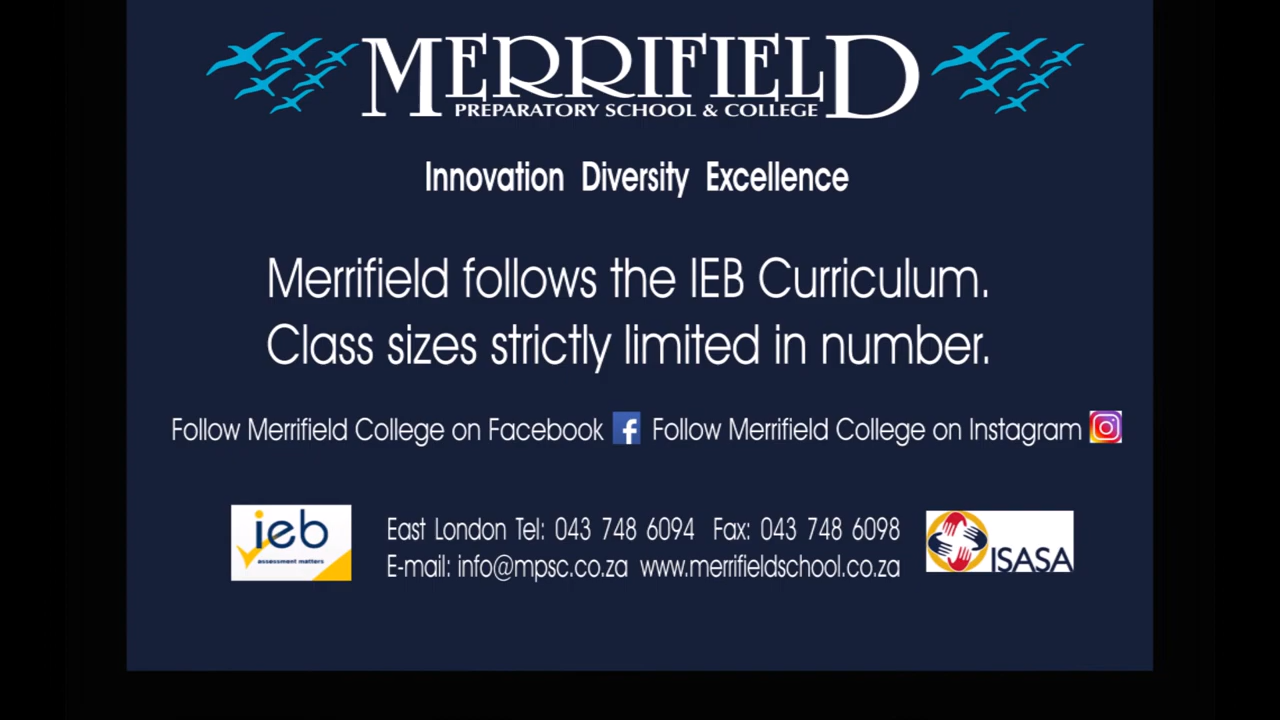 MERRIFIELD
PREPARATORY SCHOOL & COLLEGE
Innovation Diversity Excellence
Merrifield follows the IEB Curriculum.
Class sizes strictly limited in number.
Follow Merrifield College on Facebook f Follow Merrifield College on Instagram
ieb
assessment matters
East London Tel: 043 748 6094 Fax: 043 748 6098
E-mail: info@mpsc.co.za www.merrifieldschool.co.za
ISASA